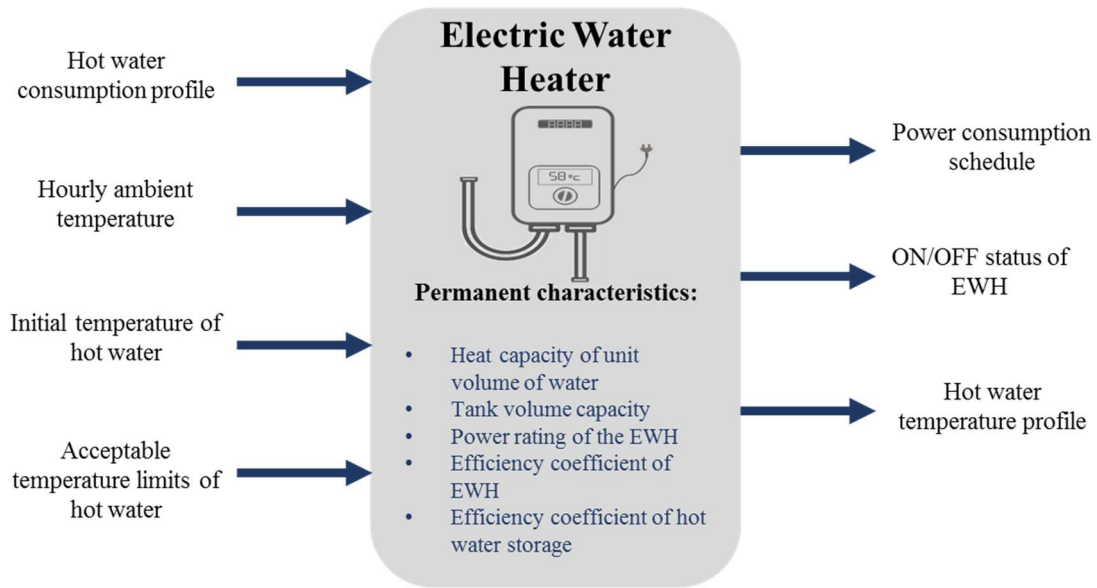 Electric Water
Heater
Hot water
consumption profile
Hourly ambient
temperature
Initial temperature of
hot water
Acceptable
temperature limits of
hot water
58 °C
Permanent characteristics:
• Heat capacity of unit
volume of water
• Tank volume capacity
• Power rating of the EWH
• Efficiency coefficient of
EWH
• Efficiency coefficient of hot
water storage
Power consumption
schedule
ON/OFF status of
EWH
Hot water
temperature profile